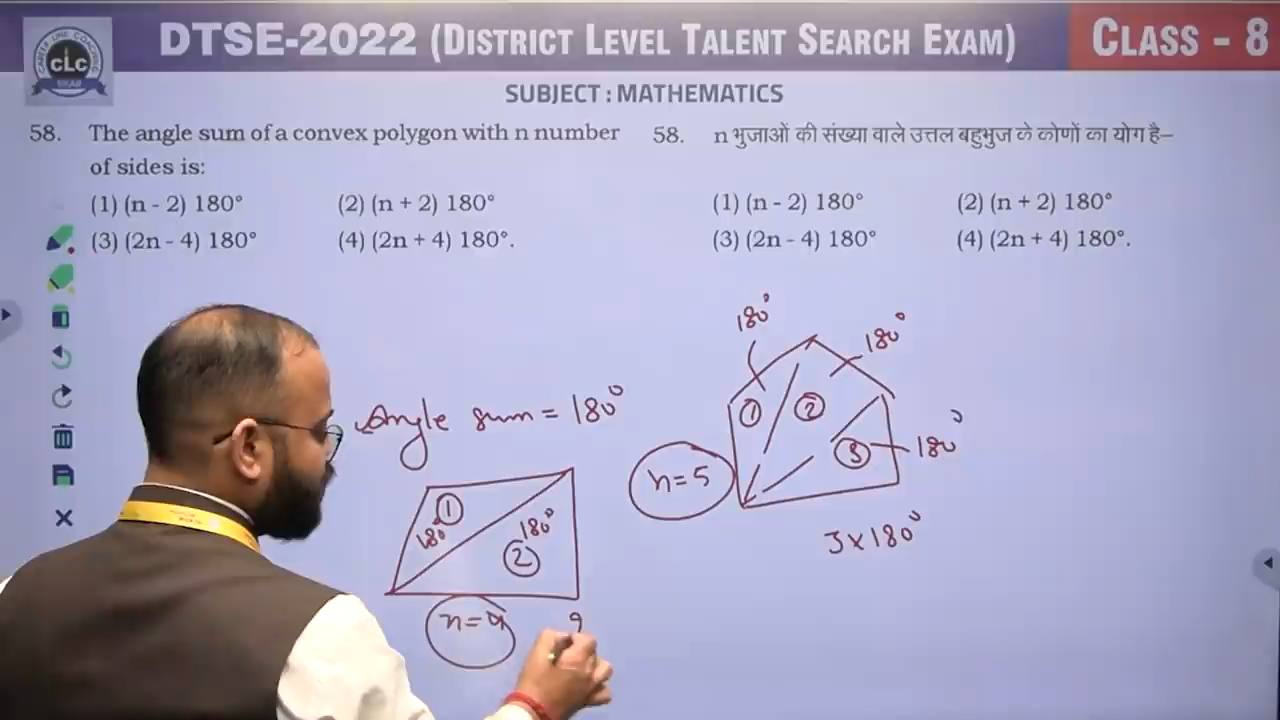 cLc
DTSE-2022 (DISTRICT LEVEL TALENT SEARCH EXAM)
CLASS - 8
SUBJECT : MATHEMATICS
58. The angle sum of a convex polygon with n number
of sides is:
(1) (n - 2) 180° (2) (n + 2) 180°
(3) (2n - 4) 180° (4) (2n + 4) 180°.
58. n भुजाओं की संख्या वाले उत्तल बहुभुज के कोणों का योग है–
(1) (n - 2) 180° (2) (n + 2) 180°
(3) (2n - 4) 180° (4) (2n + 4) 180°.
Angle sum = 180°
① 180°
② 180°
n=4
180°
180°
① ②
③ 180°
n=5
3×180°